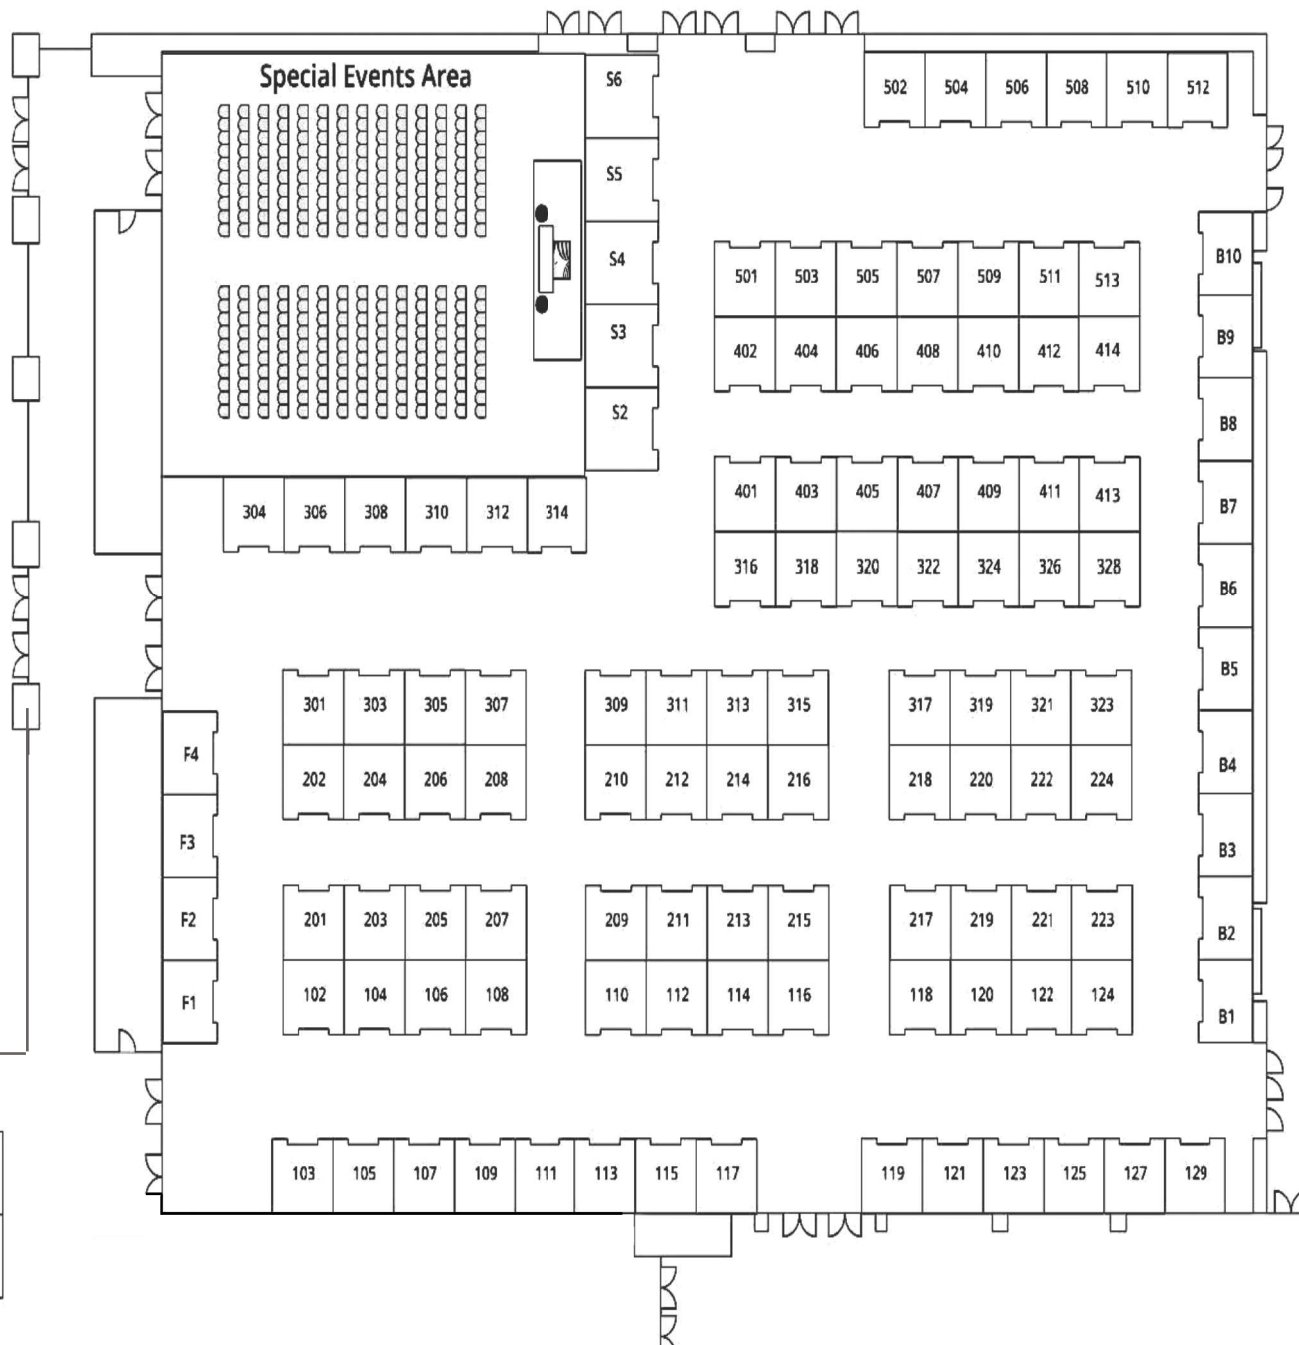 Special Events Area
S6
502 504 506 508 510 512
S5
S4
B10
501 503 505 507 509 511 513
S3
B9
402 404 406 408 410 412 414
S2
B8
401 403 405 407 409 411 413
B7
304 306 308 310 312 314
316 318 320 322 324 326 328
B6
B5
301 303 305 307 309 311 313 315 317 319 321 323
F4
B4
202 204 206 208 210 212 214 216 218 220 222 224
F3
B3
F2
201 203 205 207 209 211 213 215 217 219 221 223
B2
F1
102 104 106 108 110 112 114 116 118 120 122 124
B1
103 105 107 109 111 113 115 117 119 121 123 125 127 129